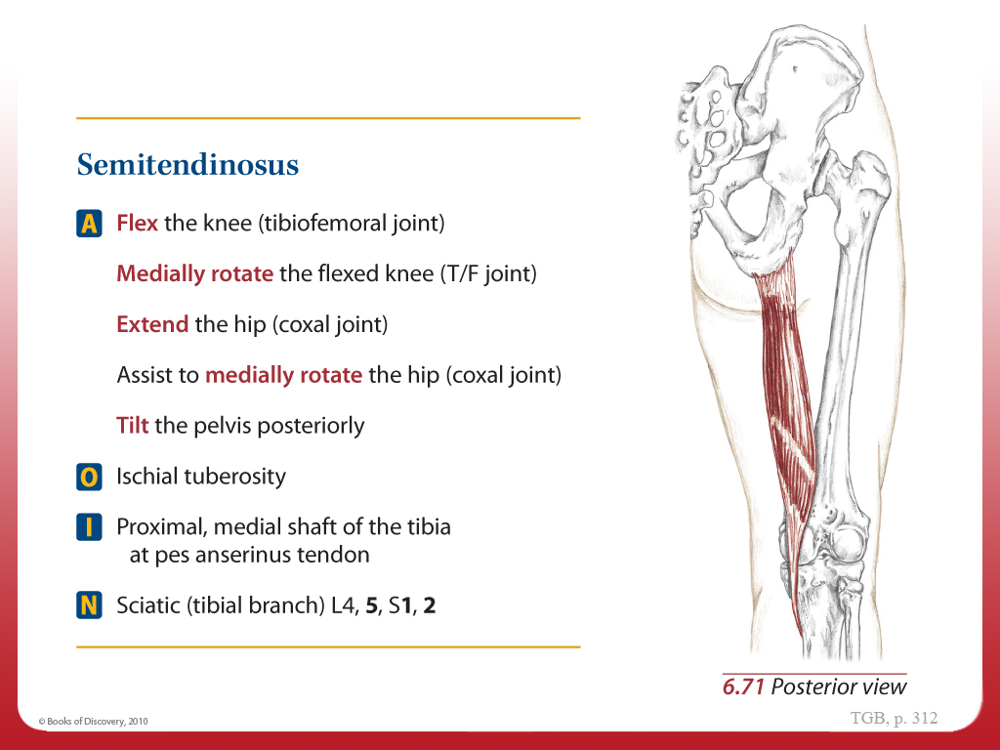 Semitendinosus
A Flex the knee (tibiofemoral joint)
Medially rotate the flexed knee (T/F joint)
Extend the hip (coxal joint)
Assist to medially rotate the hip (coxal joint)
Tilt the pelvis posteriorly
O Ischial tuberosity
I Proximal, medial shaft of the tibia
at pes anserinus tendon
N Sciatic (tibial branch) L4, 5, S1, 2
6.71 Posterior view
© Books of Discovery, 2010
TGB, p. 312